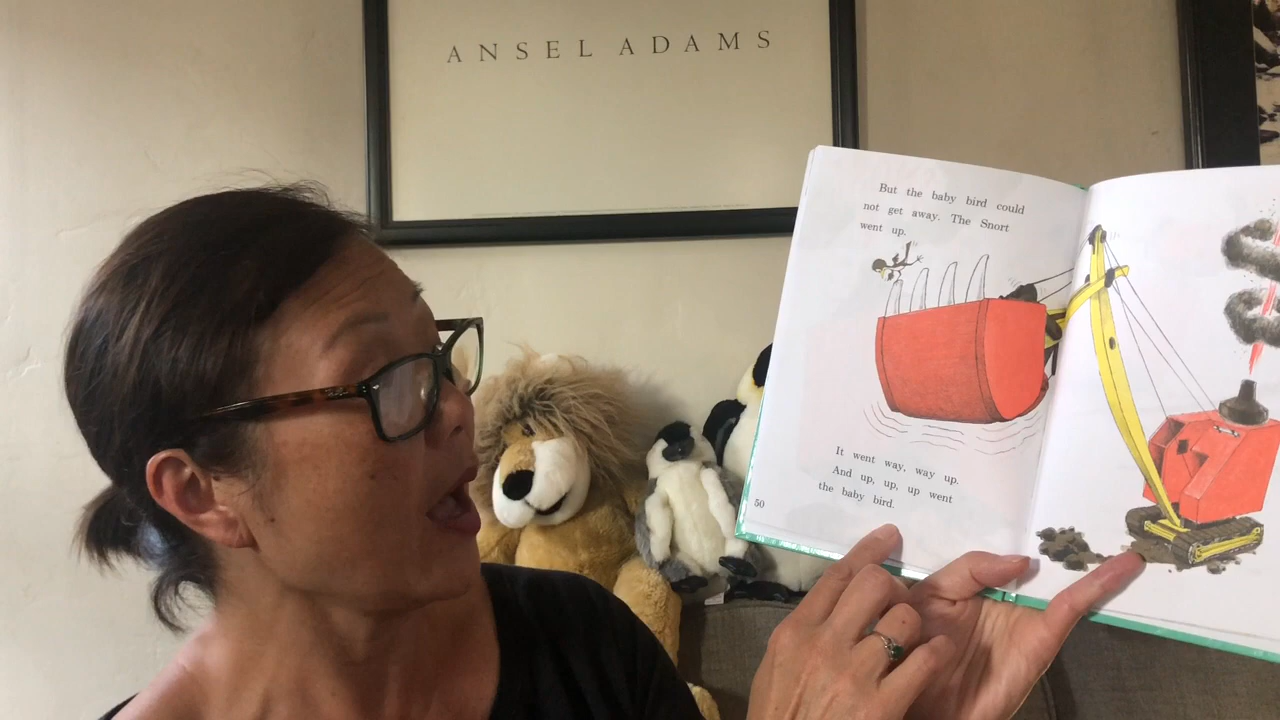 ANSEL ADAMS
But the baby bird could
not get away. The Snort
went up.
It went way, way up.
And up, up, up went
the baby bird.
50